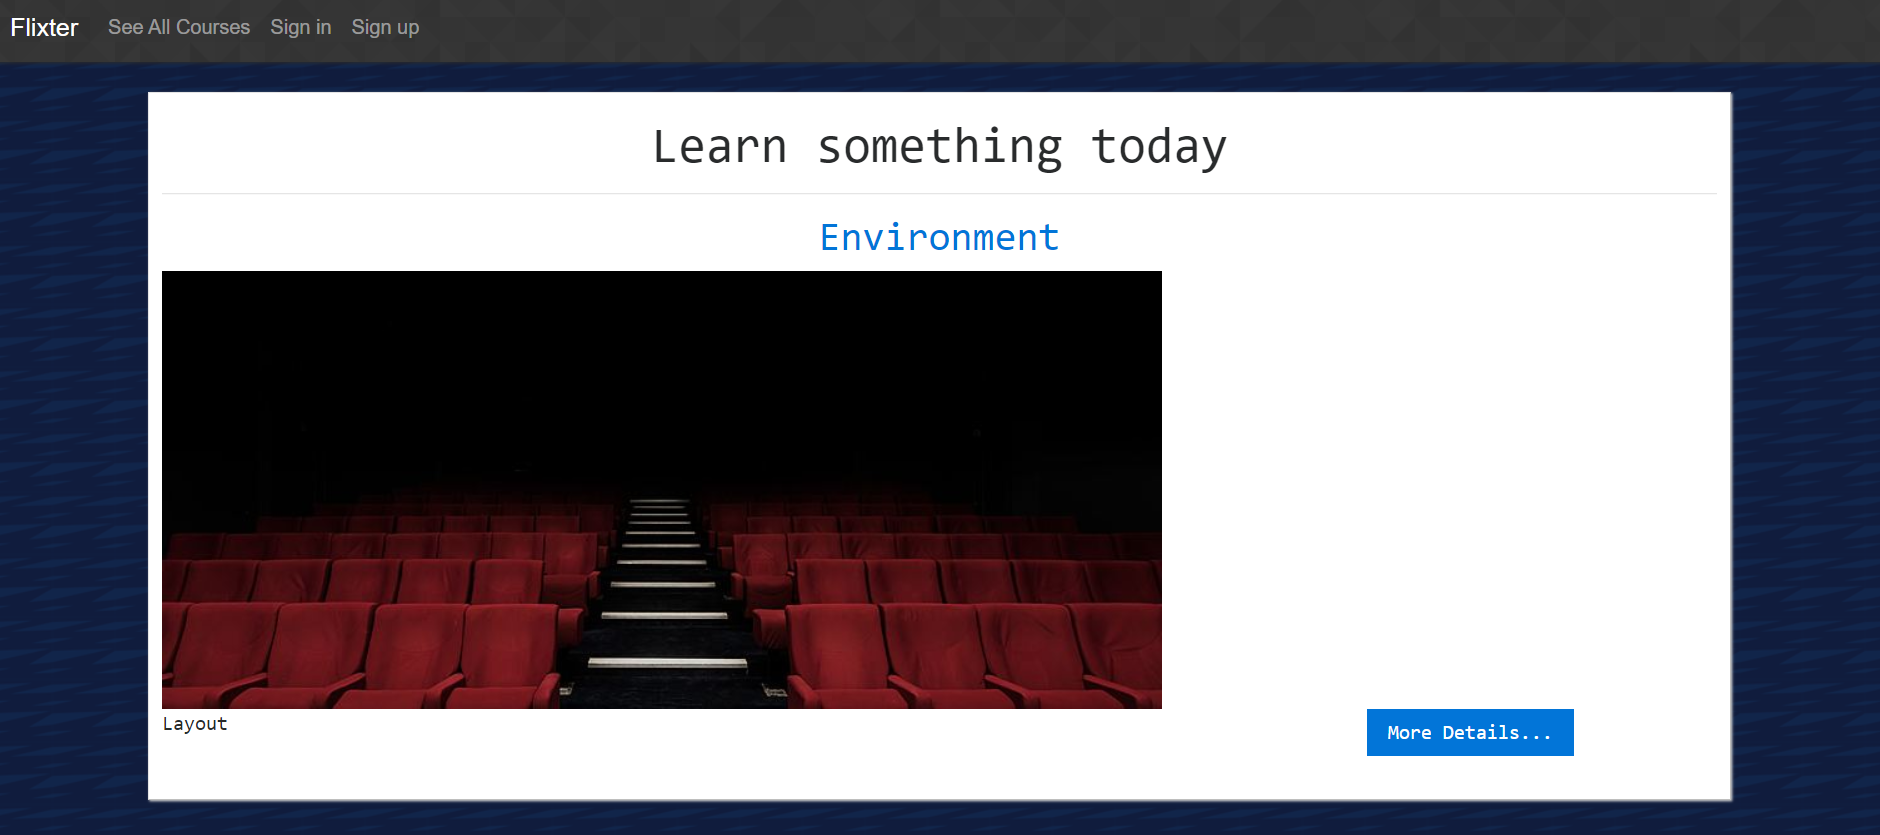 Flixter See All Courses Sign in Sign up
Learn something today
Environment
Layout
More Details...